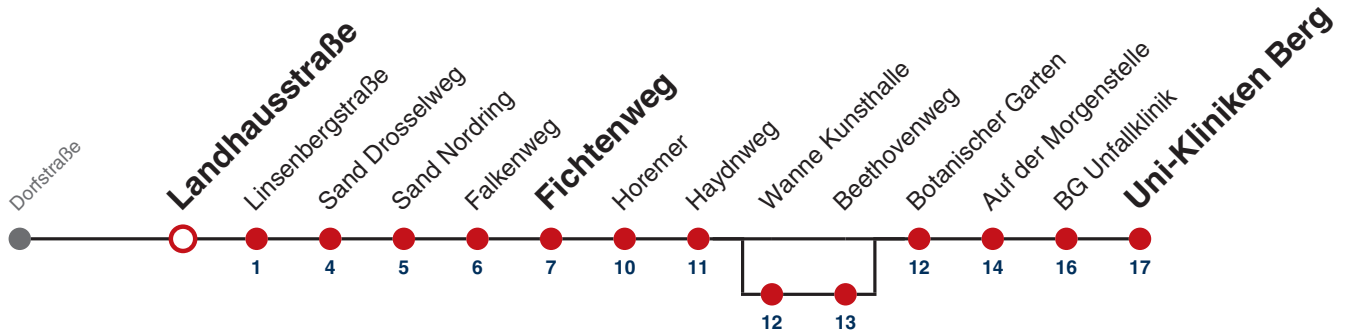 Dorfstraße
Landhausstraße
Linsenbergstraße
Sand Drosselweg
Sand Nordring
Falkenweg
Fichtenweg
Horemer
Haydnweg
Wanne Kunsthalle
Beethovenweg
Botanischer Garten
Auf der Morgenstelle
BG Unfallklinik
Uni-Kliniken Berg
1 4 5 6 7 10 11 12 14 16 17
12 13